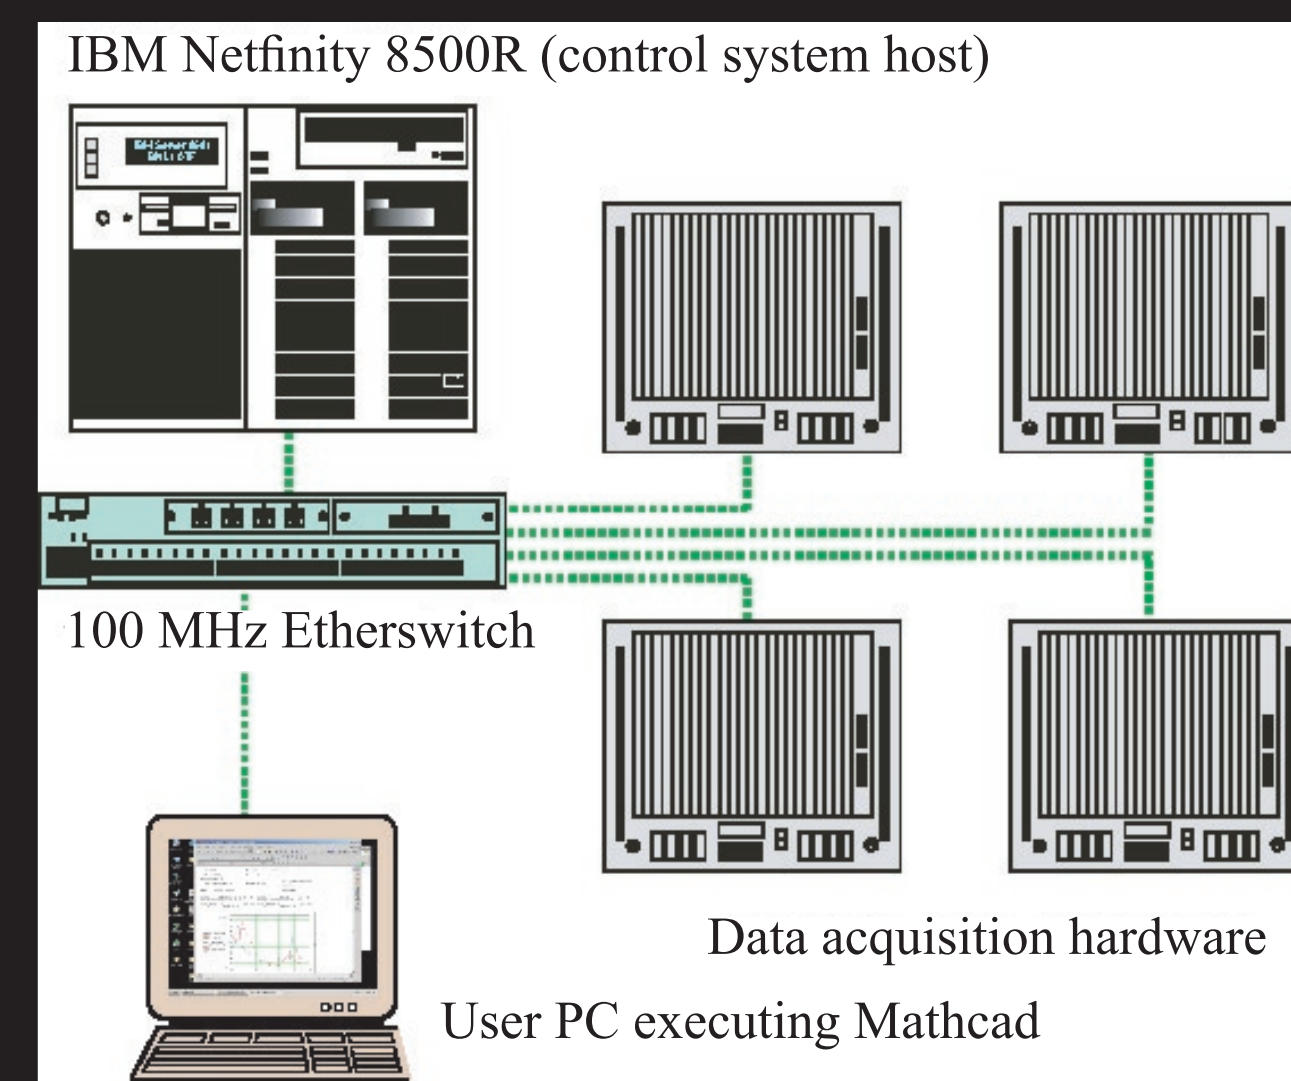 IBM Netfinity 8500R (control system host)
100 MHz Etherswitch
Data acquisition hardware
User PC executing Mathcad